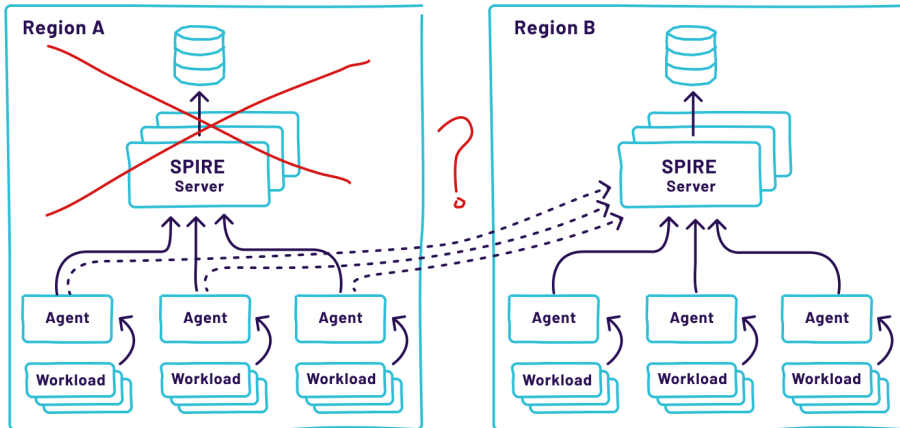 Region A
Region B
SPIRE
Server
SPIRE
Server
?
Agent
Agent
Agent
Agent
Agent
Agent
Workload
Workload
Workload
Workload
Workload
Workload